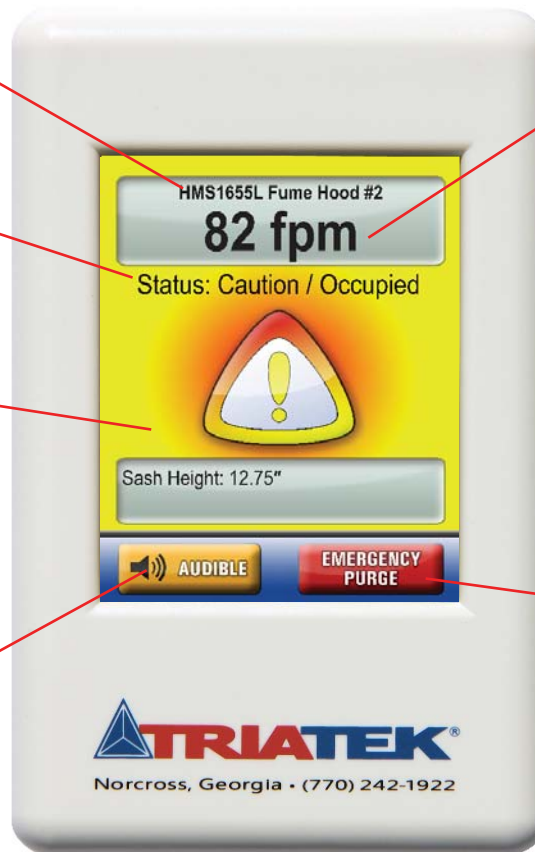 HMS1655L Fume Hood #2
82 fpm
Status: Caution / Occupied
Sash Height: 12.75"
AUDIBLE
EMERGENCY
PURGE
TRIATEK®
Norcross, Georgia • (770) 242-1922